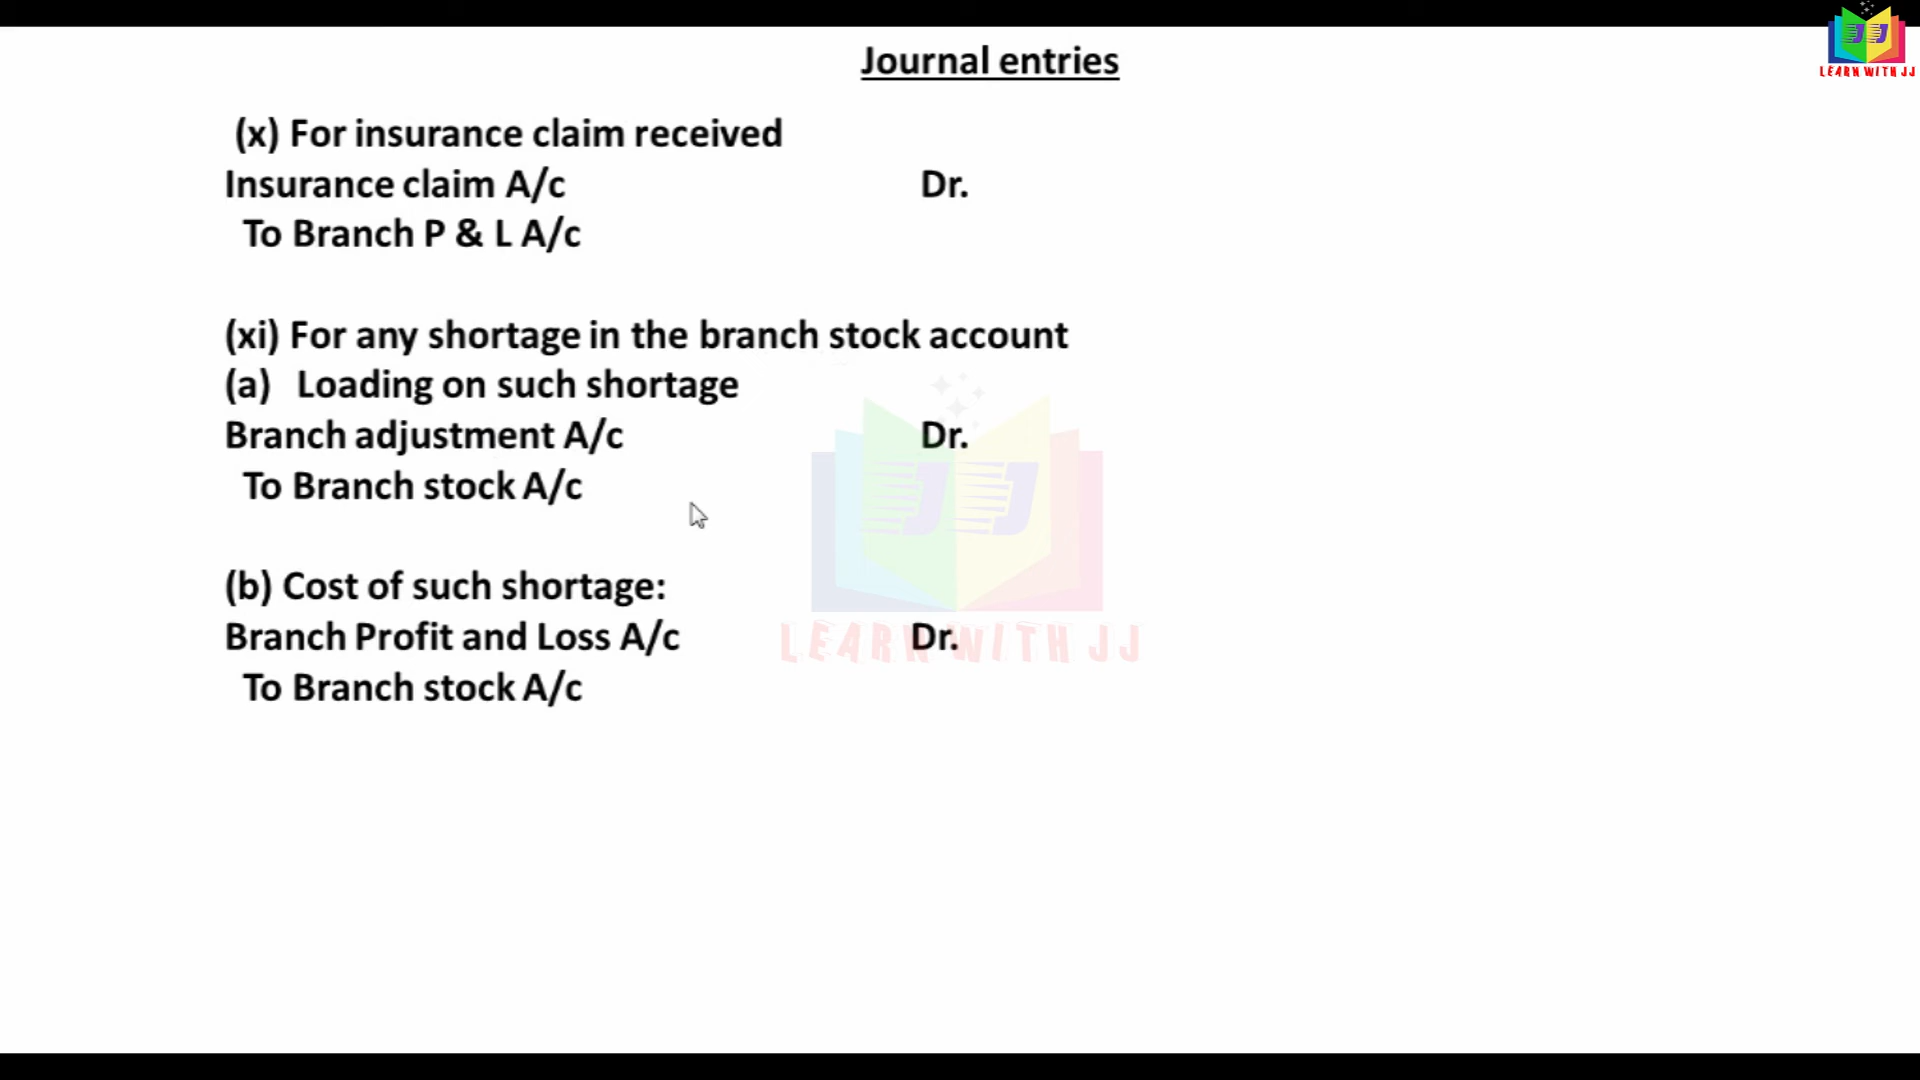 JJ
LEARN WITH JJ
Journal entries
(x) For insurance claim received
Insurance claim A/c Dr.
To Branch P & L A/c
(xi) For any shortage in the branch stock account
(a) Loading on such shortage
Branch adjustment A/c Dr.
To Branch stock A/c
JJ
(b) Cost of such shortage:
Branch Profit and Loss A/c Dr.
LEARN WITH JJ
To Branch stock A/c